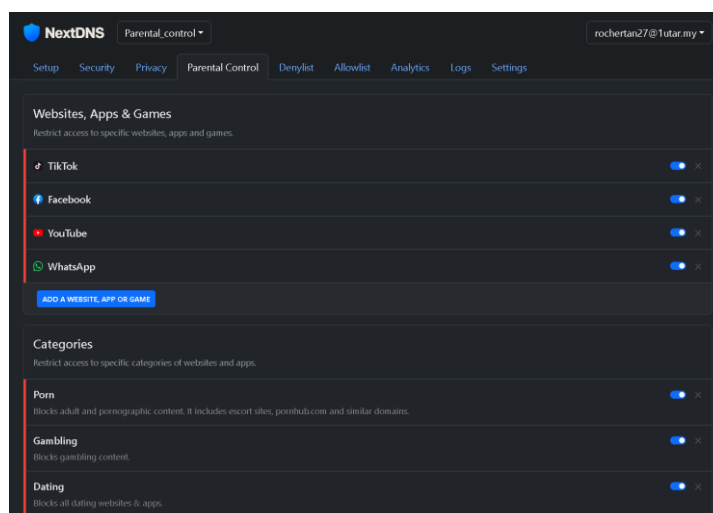 NextDNS Parental_control rochertan27@1utar.my
Setup Security Privacy Parental Control Denylist Allowlist Analytics Logs Settings
Websites, Apps & Games
Restrict access to specific websites, apps and games.
TikTok
Facebook
YouTube
WhatsApp
ADD A WEBSITE, APP OR GAME
Categories
Restrict access to specific categories of websites and apps.
Porn
Blocks adult and pornographic content. It includes escort sites, pornhub.com and similar domains.
Gambling
Blocks gambling content.
Dating
Blocks all dating websites & apps.